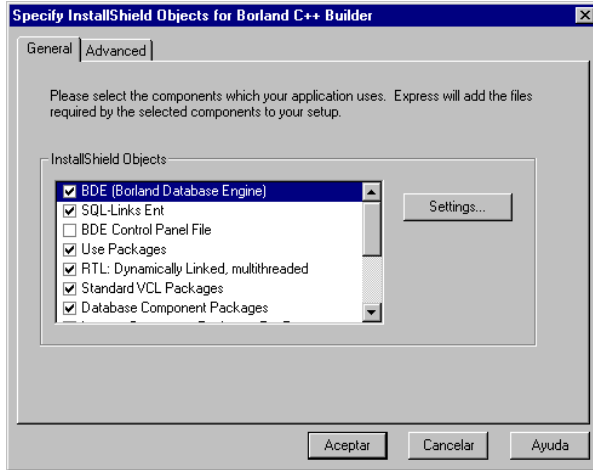 Specify InstallShield Objects for Borland C++ Builder
General
Advanced
Please select the components which your application uses. Express will add the files
required by the selected components to your setup.
InstallShield Objects
BDE (Borland Database Engine)
SQL-Links Ent
BDE Control Panel File
Use Packages
RTL: Dynamically Linked, multithreaded
Standard VCL Packages
Database Component Packages
Settings...
Aceptar
Cancelar
Ayuda